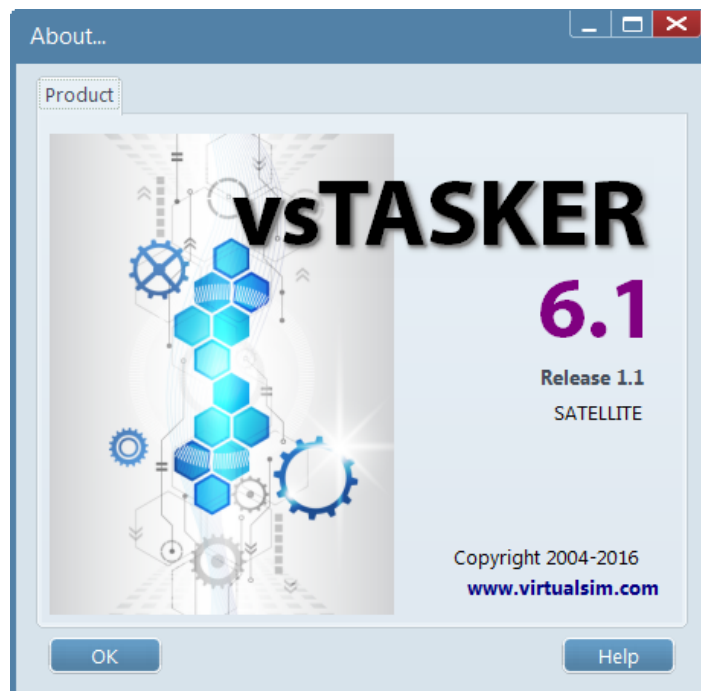 About...
Product
vsTASKER
6.1
Release 1.1
SATELLITE
Copyright 2004-2016
www.virtualsim.com
OK
Help